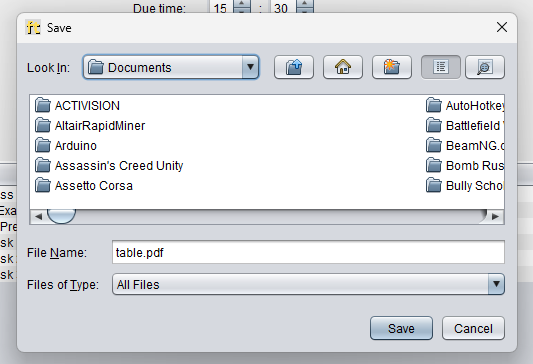 Due time: 15 : 30
Save
Look In: Documents
ACTIVISION
AltairRapidMiner
Arduino
Assassin's Creed Unity
Assetto Corsa
AutoHotkey
Battlefield
BeamNG.
Bomb Rus
Bully Scho
ss
Exa
Pre
sk
sk
sk
File Name: table.pdf
Files of Type: All Files
Save Cancel